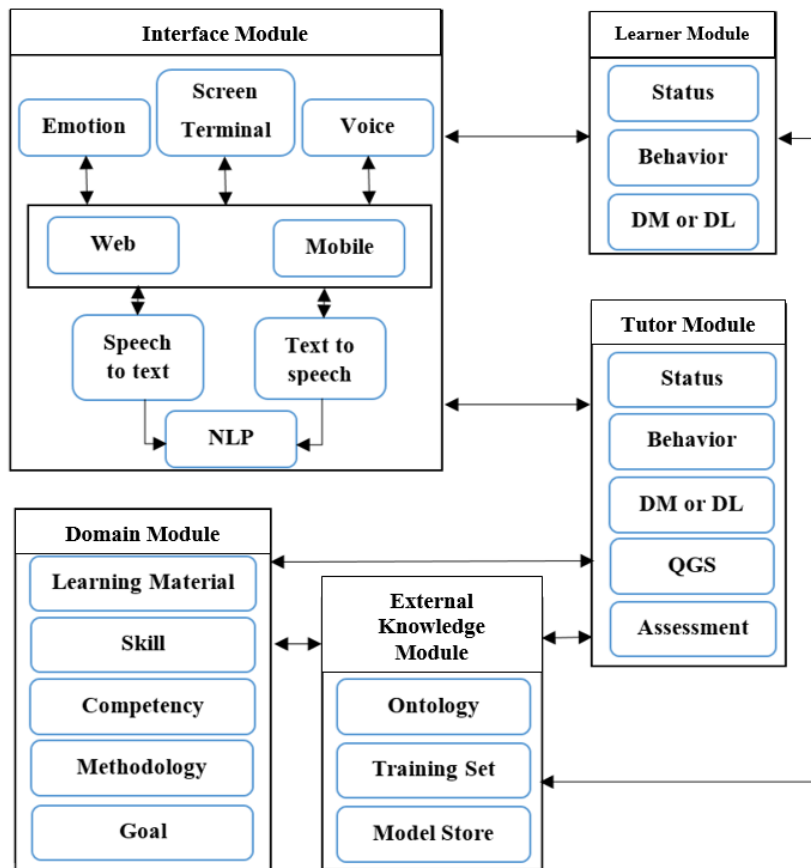 Interface Module
Emotion
Screen
Terminal
Voice
Web
Mobile
Speech
to text
Text to
speech
NLP
Learner Module
Status
Behavior
DM or DL
Tutor Module
Status
Behavior
DM or DL
QGS
Assessment
Domain Module
Learning Material
Skill
Competency
Methodology
Goal
External
Knowledge
Module
Ontology
Training Set
Model Store